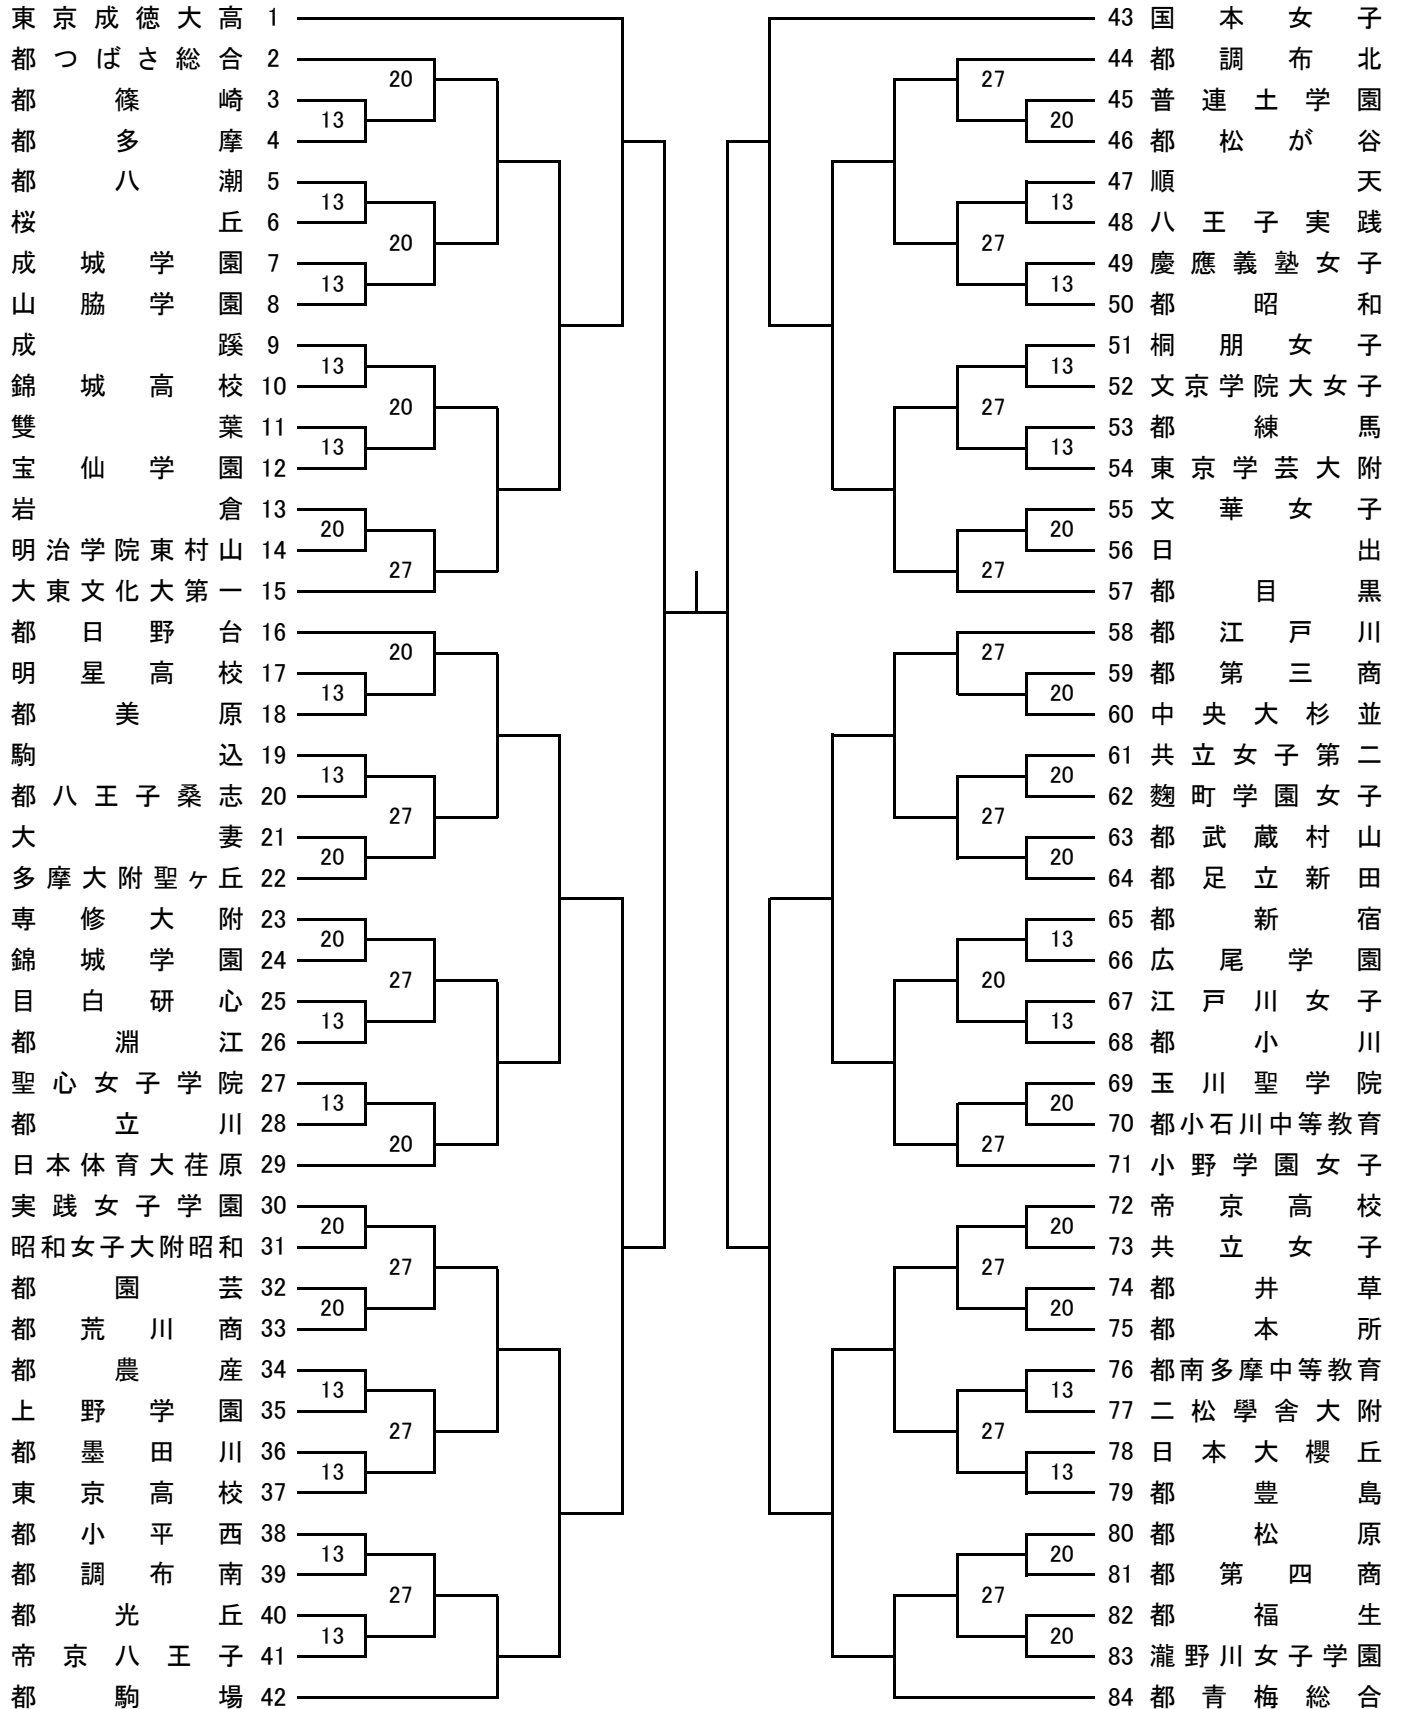 東京成徳大高 1
都つばさ総合 2
20
都篠崎 3
13
都多摩 4
都八潮 5
13
桜丘 6
20
成城学園 7
13
山脇学園 8
成蹊 9
13
錦城高校 10
20
雙葉 11
13
宝仙学園 12
岩倉 13
20
明治学院東村山 14
27
大東文化大第一 15
都日野台 16
20
明星高校 17
13
都美原 18
駒込 19
13
都八王子桑志 20
27
大妻 21
20
多摩大附聖ヶ丘 22
専修大附 23
20
錦城学園 24
27
目白研心 25
13
都淵江 26
聖心女子学院 27
13
都立川 28
20
日本体育大荏原 29
実践女子学園 30
20
昭和女子大附昭和 31
27
都園芸 32
20
都荒川商 33
都農産 34
13
上野学園 35
27
都墨田川 36
13
東京高校 37
都小平西 38
13
都調布南 39
27
都光丘 40
13
帝京八王子 41
都駒場 42
43 国本女子
44 都調布北
27
45 普連土学園
20
46 都松が谷
47 順天
13
48 八王子実践
27
49 慶應義塾女子
13
50 都昭和
51 桐朋女子
13
52 文京学院大女子
27
53 都練馬
13
54 東京学芸大附
55 文華女子
20
56 日出
27
57 都目黒
58 都江戸川
27
59 都第三商
20
60 中央大杉並
61 共立女子第二
20
62 麴町学園女子
27
63 都武蔵村山
20
64 都足立新田
65 都新宿
13
66 広尾学園
20
67 江戸川女子
13
68 都小川
69 玉川聖学院
20
70 都小石川中等教育
27
71 小野学園女子
72 帝京高校
20
73 共立女子
27
74 都井草
20
75 都本所
76 都南多摩中等教育
13
77 二松學舎大附
27
78 日本大櫻丘
13
79 都豊島
80 都松原
20
81 都第四商
27
82 都福生
20
83 瀧野川女子学園
84 都青梅総合